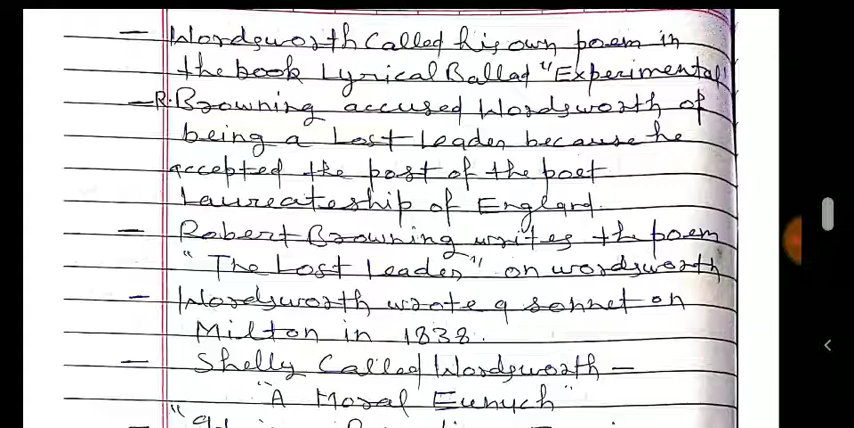 — Wordsworth Called his own poem in
the book Lyrical Ballad "Experimental"
— R. Browning accused Wordsworth of
being a Lost Leader because he
accepted the post of the poet
Laureateship of England.
— Robert Browning writes the poem
"The Lost Leader" on wordsworth
— Wordsworth wrote a sonnet on
Milton in 1838.
— Shelly Called Wordsworth —
"A Moral Eunuch"